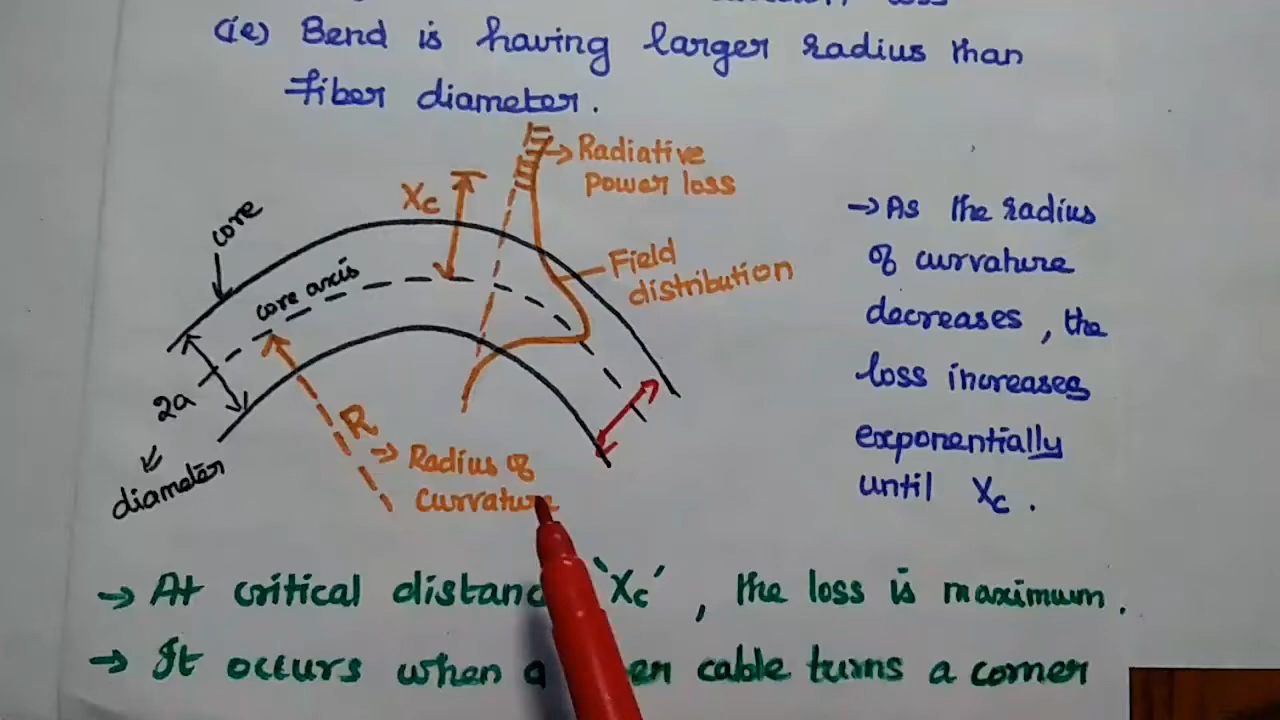 (ie) Bend is having larger radius than
Fiber diameter.
Radiative
power loss
Xc
core
core axis
Field
distribution
2a
diameter
R
Radius of
curvature
→ As the radius
of curvature
decreases, the
loss increases
exponentially
until Xc.
→ At critical distanc 'Xc', the loss is maximum.
→ It occurs when a cable turns a corner